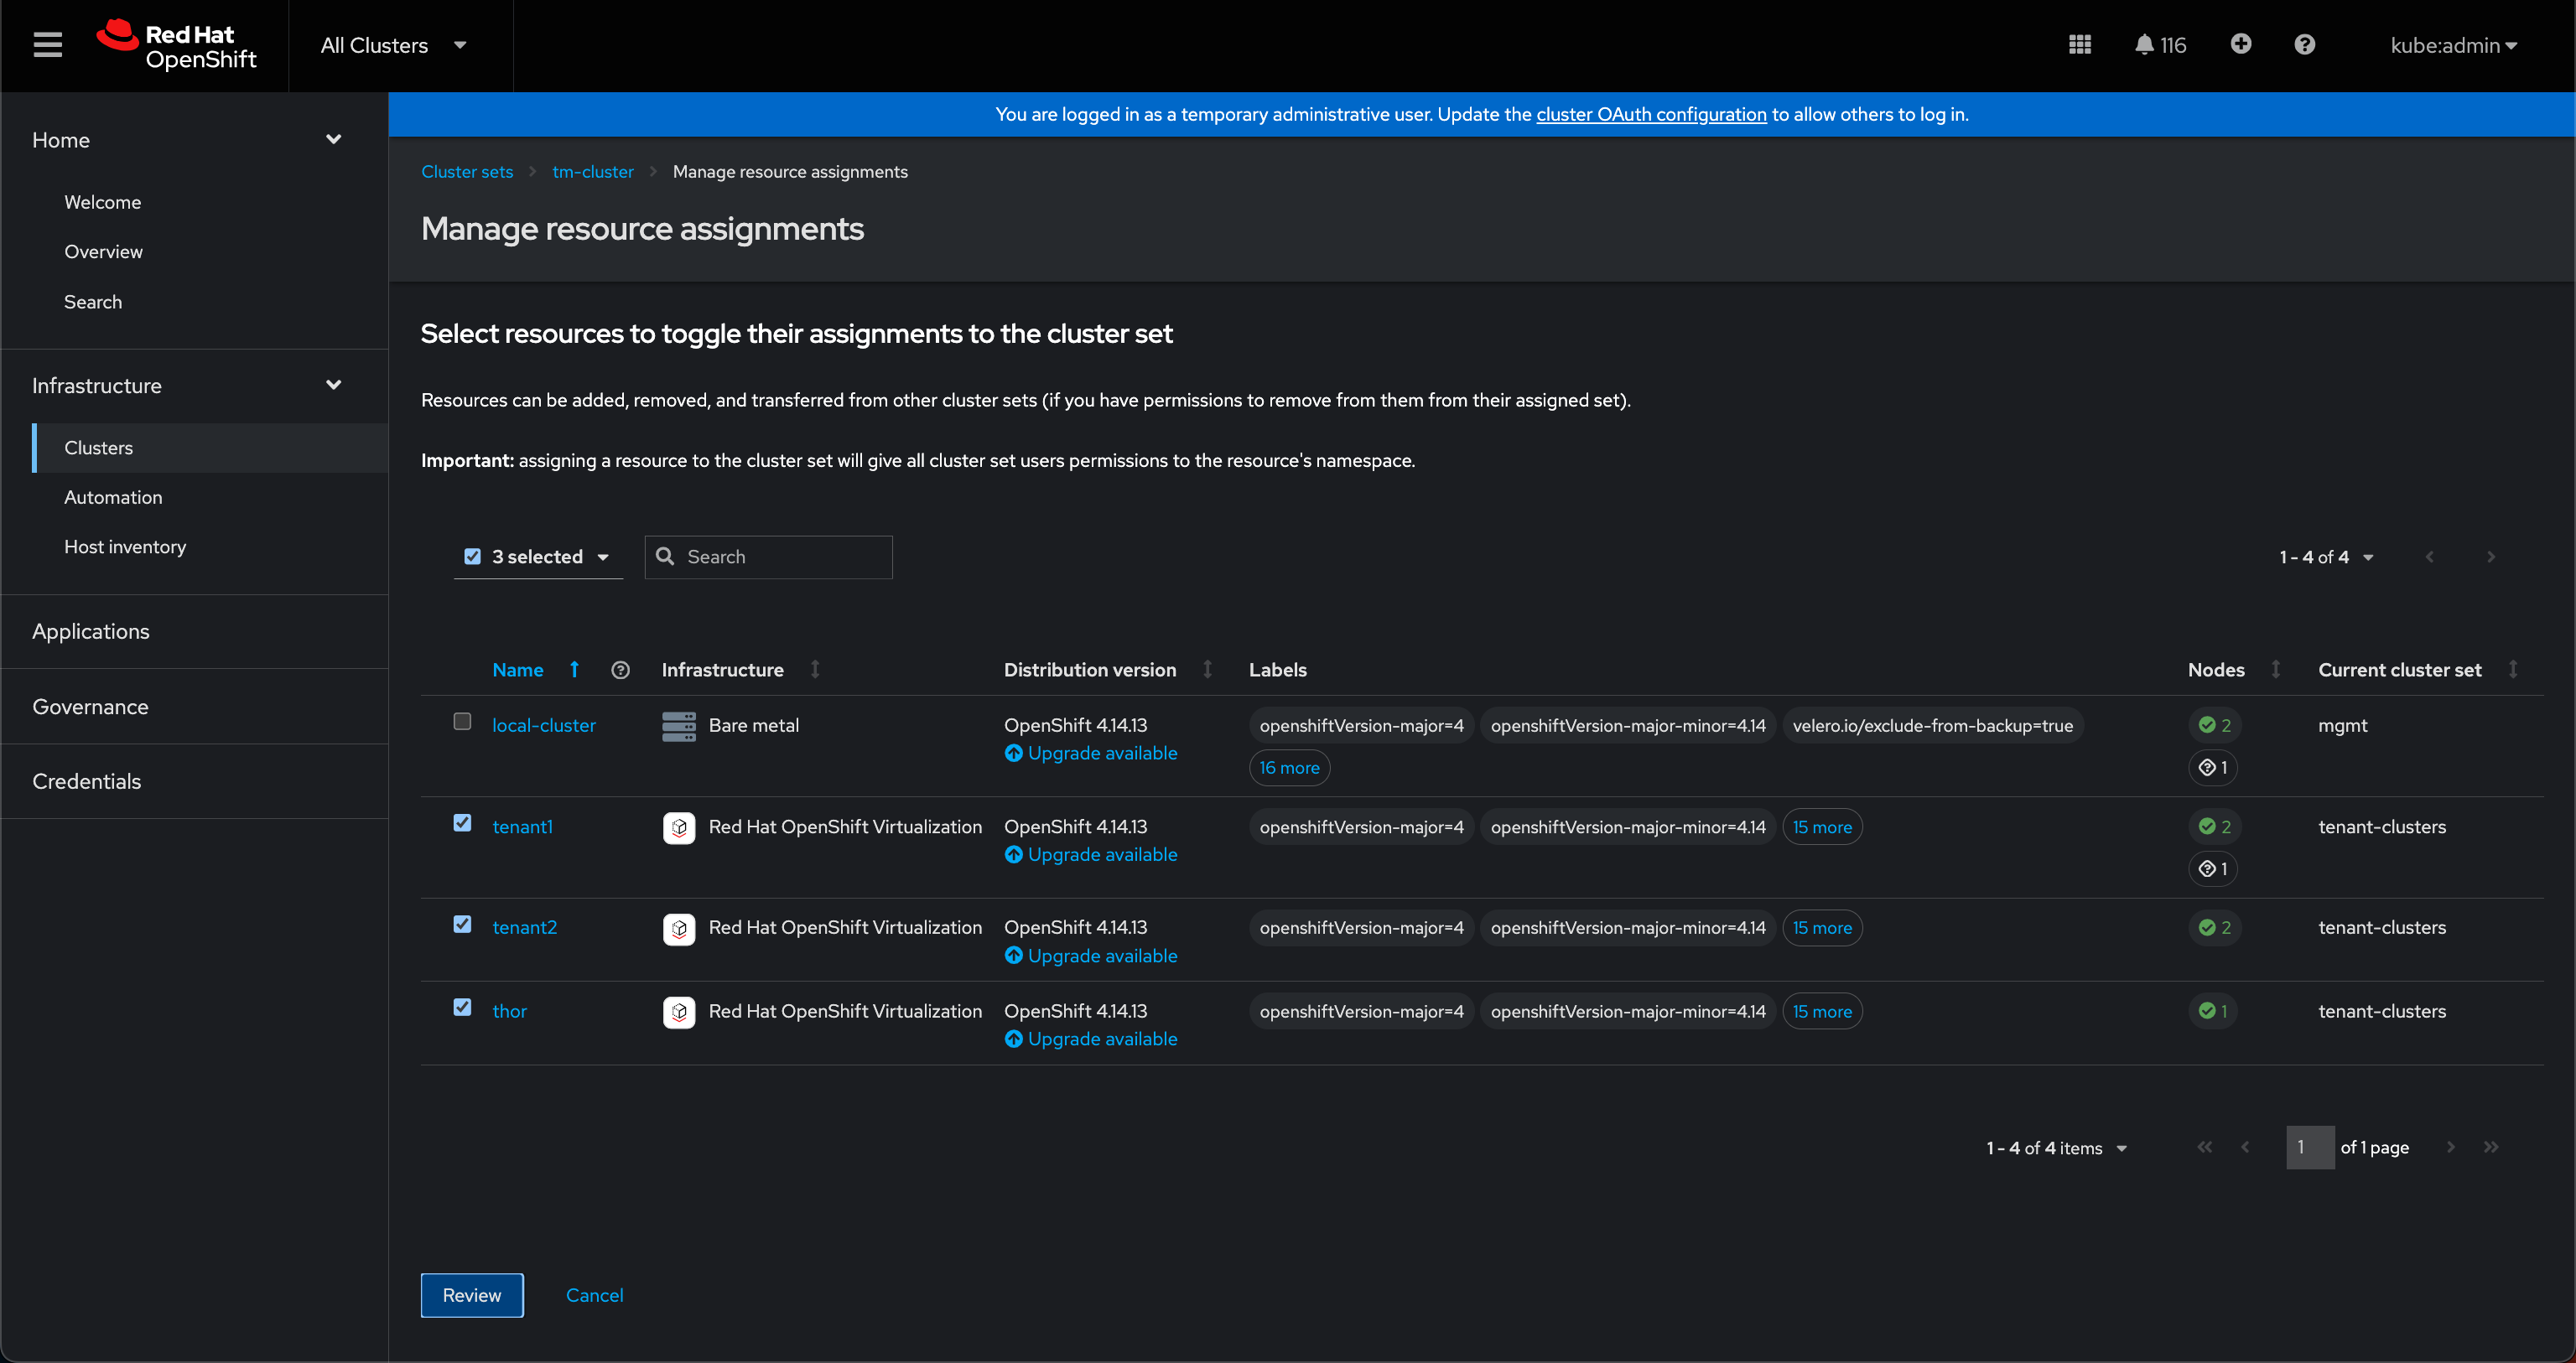 Red Hat
OpenShift
All Clusters
116
kube:admin
You are logged in as a temporary administrative user. Update the cluster OAuth configuration to allow others to log in.
Home
Welcome
Overview
Search
Infrastructure
Clusters
Automation
Host inventory
Applications
Governance
Credentials
Cluster sets
tm-cluster
Manage resource assignments
Manage resource assignments
Select resources to toggle their assignments to the cluster set
Resources can be added, removed, and transferred from other cluster sets (if you have permissions to remove from them from their assigned set).
Important: assigning a resource to the cluster set will give all cluster set users permissions to the resource's namespace.
3 selected
Search
1 - 4 of 4
Name Infrastructure Distribution version Labels Nodes Current cluster set
local-cluster Bare metal OpenShift 4.14.13 openshiftVersion-major=4 openshiftVersion-major-minor=4.14 velero.io/exclude-from-backup=true 2 mgmt
Upgrade available 16 more 1
tenant1 Red Hat OpenShift Virtualization OpenShift 4.14.13 openshiftVersion-major=4 openshiftVersion-major-minor=4.14 15 more 2 tenant-clusters
Upgrade available 1
tenant2 Red Hat OpenShift Virtualization OpenShift 4.14.13 openshiftVersion-major=4 openshiftVersion-major-minor=4.14 15 more 2 tenant-clusters
Upgrade available
thor Red Hat OpenShift Virtualization OpenShift 4.14.13 openshiftVersion-major=4 openshiftVersion-major-minor=4.14 15 more 1 tenant-clusters
Upgrade available
1 - 4 of 4 items 1 of 1 page
Review Cancel